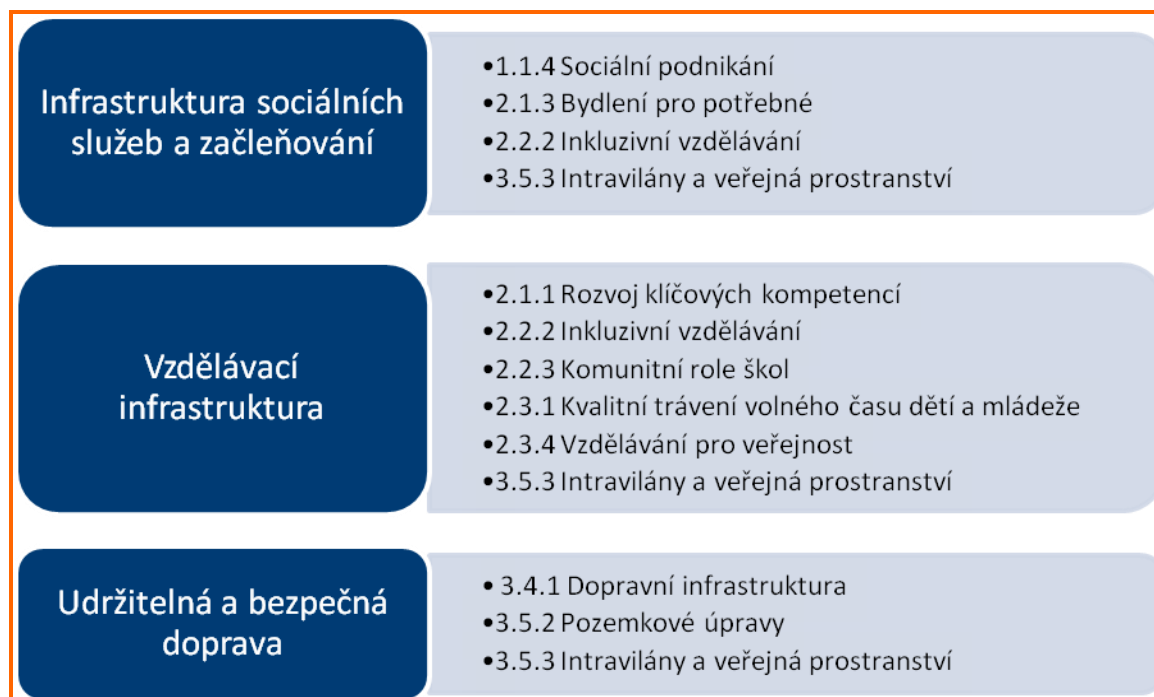 Infrastruktura sociálních
služeb a začleňování
•1.1.4 Sociální podnikání
•2.1.3 Bydlení pro potřebné
•2.2.2 Inkluzivní vzdělávání
•3.5.3 Intravilány a veřejná prostranství
Vzdělávací
infrastruktura
•2.1.1 Rozvoj klíčových kompetencí
•2.2.2 Inkluzivní vzdělávání
•2.2.3 Komunitní role škol
•2.3.1 Kvalitní trávení volného času dětí a mládeže
•2.3.4 Vzdělávání pro veřejnost
•3.5.3 Intravilány a veřejná prostranství
Udržitelná a bezpečná
doprava
• 3.4.1 Dopravní infrastruktura
•3.5.2 Pozemkové úpravy
•3.5.3 Intravilány a veřejná prostranství